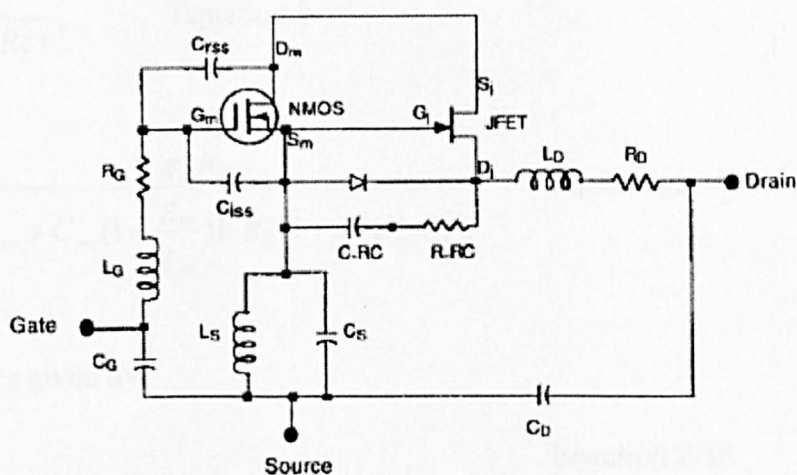 Crss
Dm
Gm
NMOS
Sm
Si
Gj
JFET
Dj
RG
Ciss
LD
RD
Drain
C.RC
R.RC
LG
Gate
CG
LS
CS
CD
Source